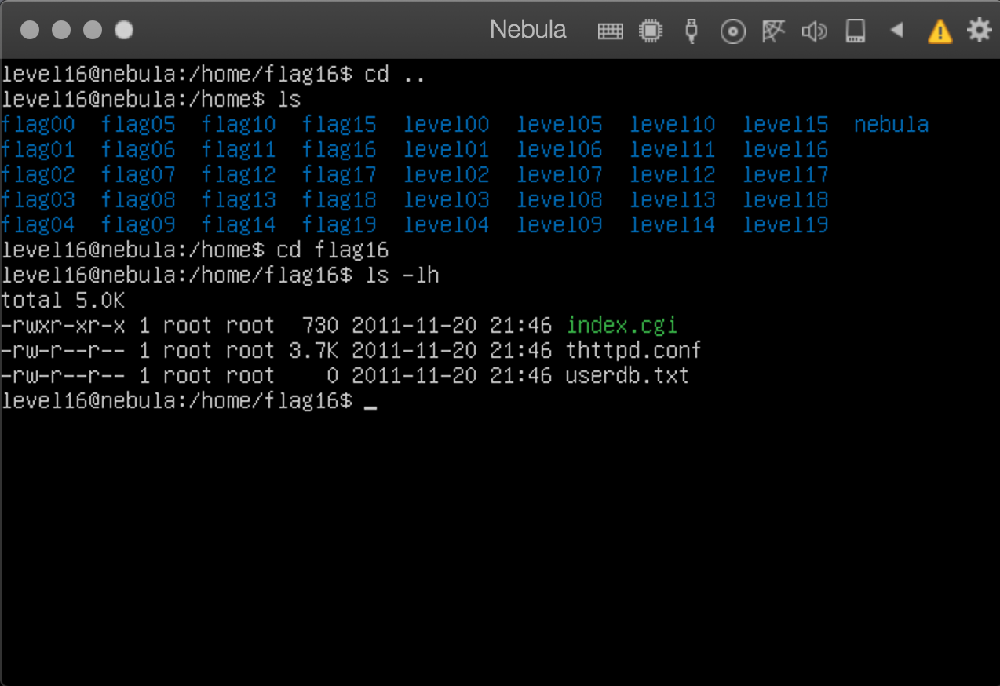 Nebula
level16@nebula:/home/flag16$ cd ..
level16@nebula:/home$ ls
flag00  flag05  flag10  flag15  level00  level05  level10  level15  nebula
flag01  flag06  flag11  flag16  level01  level06  level11  level16
flag02  flag07  flag12  flag17  level02  level07  level12  level17
flag03  flag08  flag13  flag18  level03  level08  level13  level18
flag04  flag09  flag14  flag19  level04  level09  level14  level19
level16@nebula:/home$ cd flag16
level16@nebula:/home/flag16$ ls -lh
total 5.0K
-rwxr-xr-x 1 root root  730 2011-11-20 21:46 index.cgi
-rw-r--r-- 1 root root 3.7K 2011-11-20 21:46 thttpd.conf
-rw-r--r-- 1 root root    0 2011-11-20 21:46 userdb.txt
level16@nebula:/home/flag16$ _